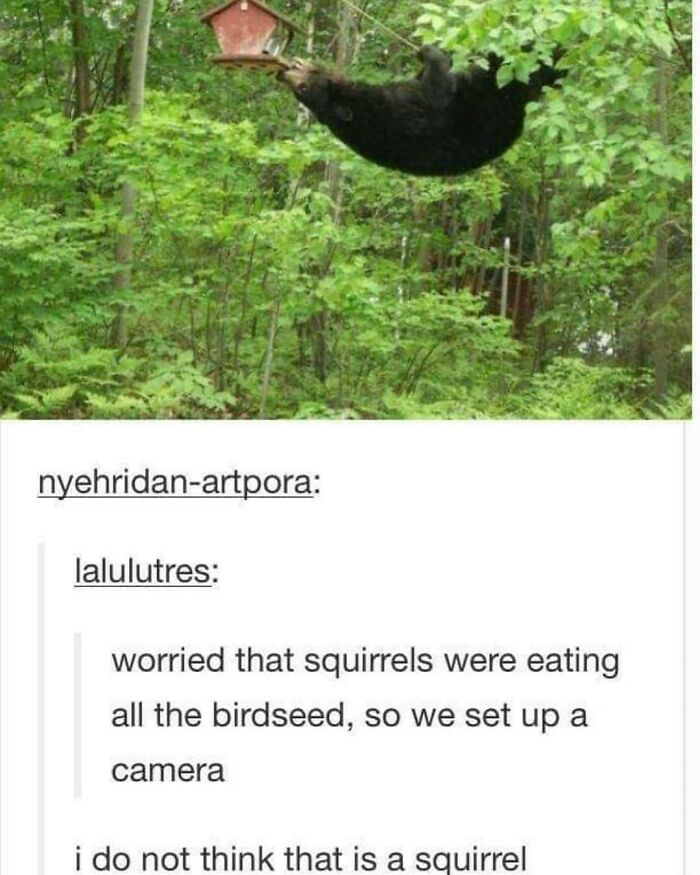 nyehridan-artpora:
lalulutres:
worried that squirrels were eating
all the birdseed, so we set up a
camera
i do not think that is a squirrel